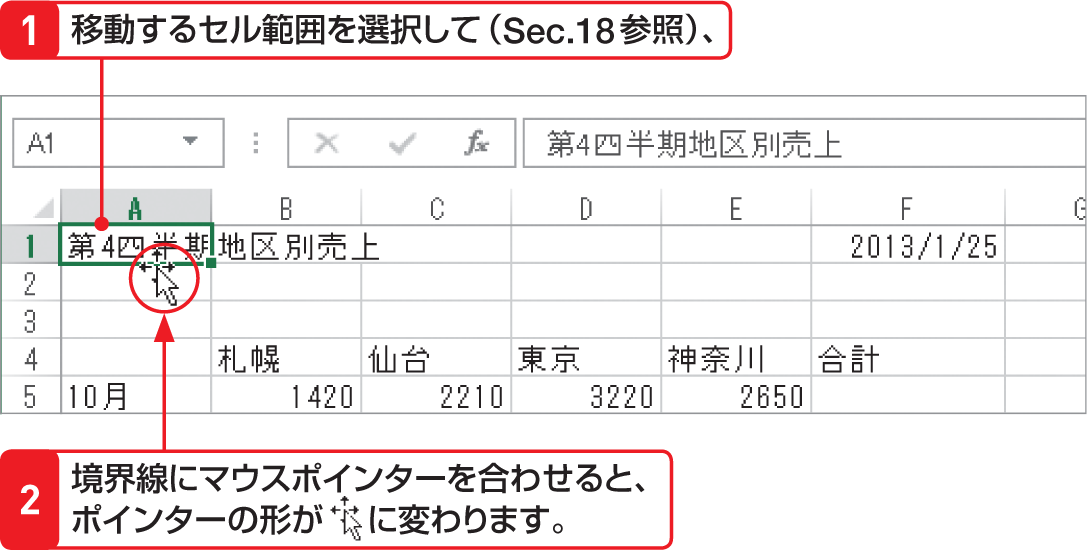 1 移動するセル範囲を選択して（Sec.18参照）、
A1 fx 第4四半期地区別売上
A B C D E F G
1 第4四半期地区別売上 2013/1/25
2
3
4 札幌 仙台 東京 神奈川 合計
5 10月 1420 2210 3220 2650
2 境界線にマウスポインターを合わせると、
ポインターの形が に変わります。